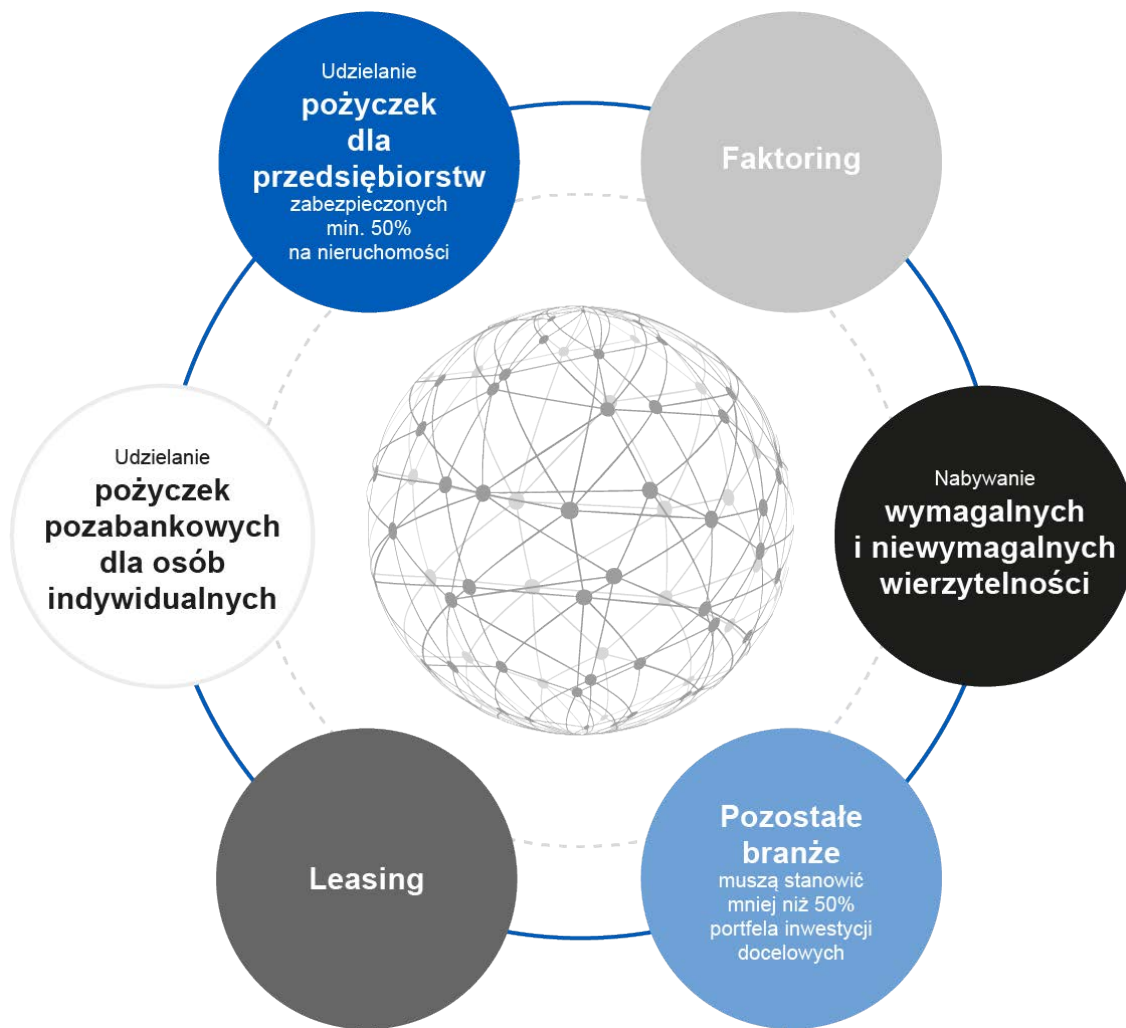 Udzielanie
pożyczek
dla
przedsiębiorstw
zabezpieczonych
min. 50%
na nieruchomości
Faktoring
Udzielanie
pożyczek
pozabankowych
dla osób
indywidualnych
Nabywanie
wymagalnych
i niewymagalnych
wierzytelności
Leasing
Pozostałe
branże
muszą stanowić
mniej niż 50%
portfela inwestycji
docelowych